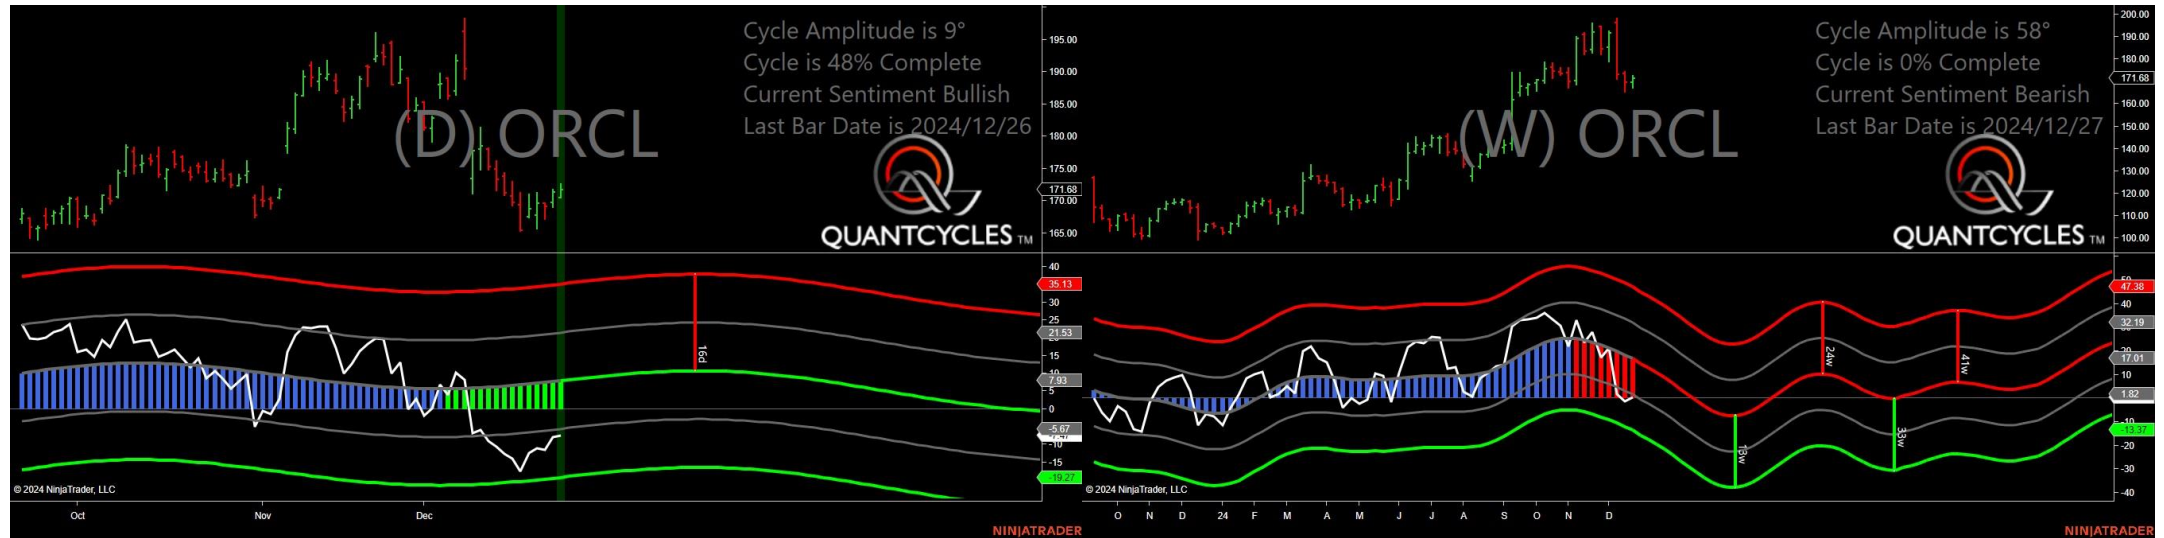 Cycle Amplitude is 9°
Cycle is 48% Complete
Current Sentiment Bullish
Last Bar Date is 2024/12/26
(D) ORCL
QUANTCYCLES TM
195.00
190.00
185.00
180.00
175.00
171.68
170.00
165.00
40
35.13
30
25
21.53
15
10
7.93
5
0
-5.67
-10
-15
-19.27
16d
© 2024 NinjaTrader, LLC
Oct
Nov
Dec
NINJATRADER
Cycle Amplitude is 58°
Cycle is 0% Complete
Current Sentiment Bearish
Last Bar Date is 2024/12/27
(W) ORCL
QUANTCYCLES TM
200.00
190.00
180.00
171.68
160.00
150.00
140.00
130.00
120.00
110.00
100.00
47.38
40
32.19
20
17.01
10
1.82
-13.37
-20
-30
-40
24w
41w
13w
33w
© 2024 NinjaTrader, LLC
O N D 24 F M A M J J A S O N D
NINJATRADER